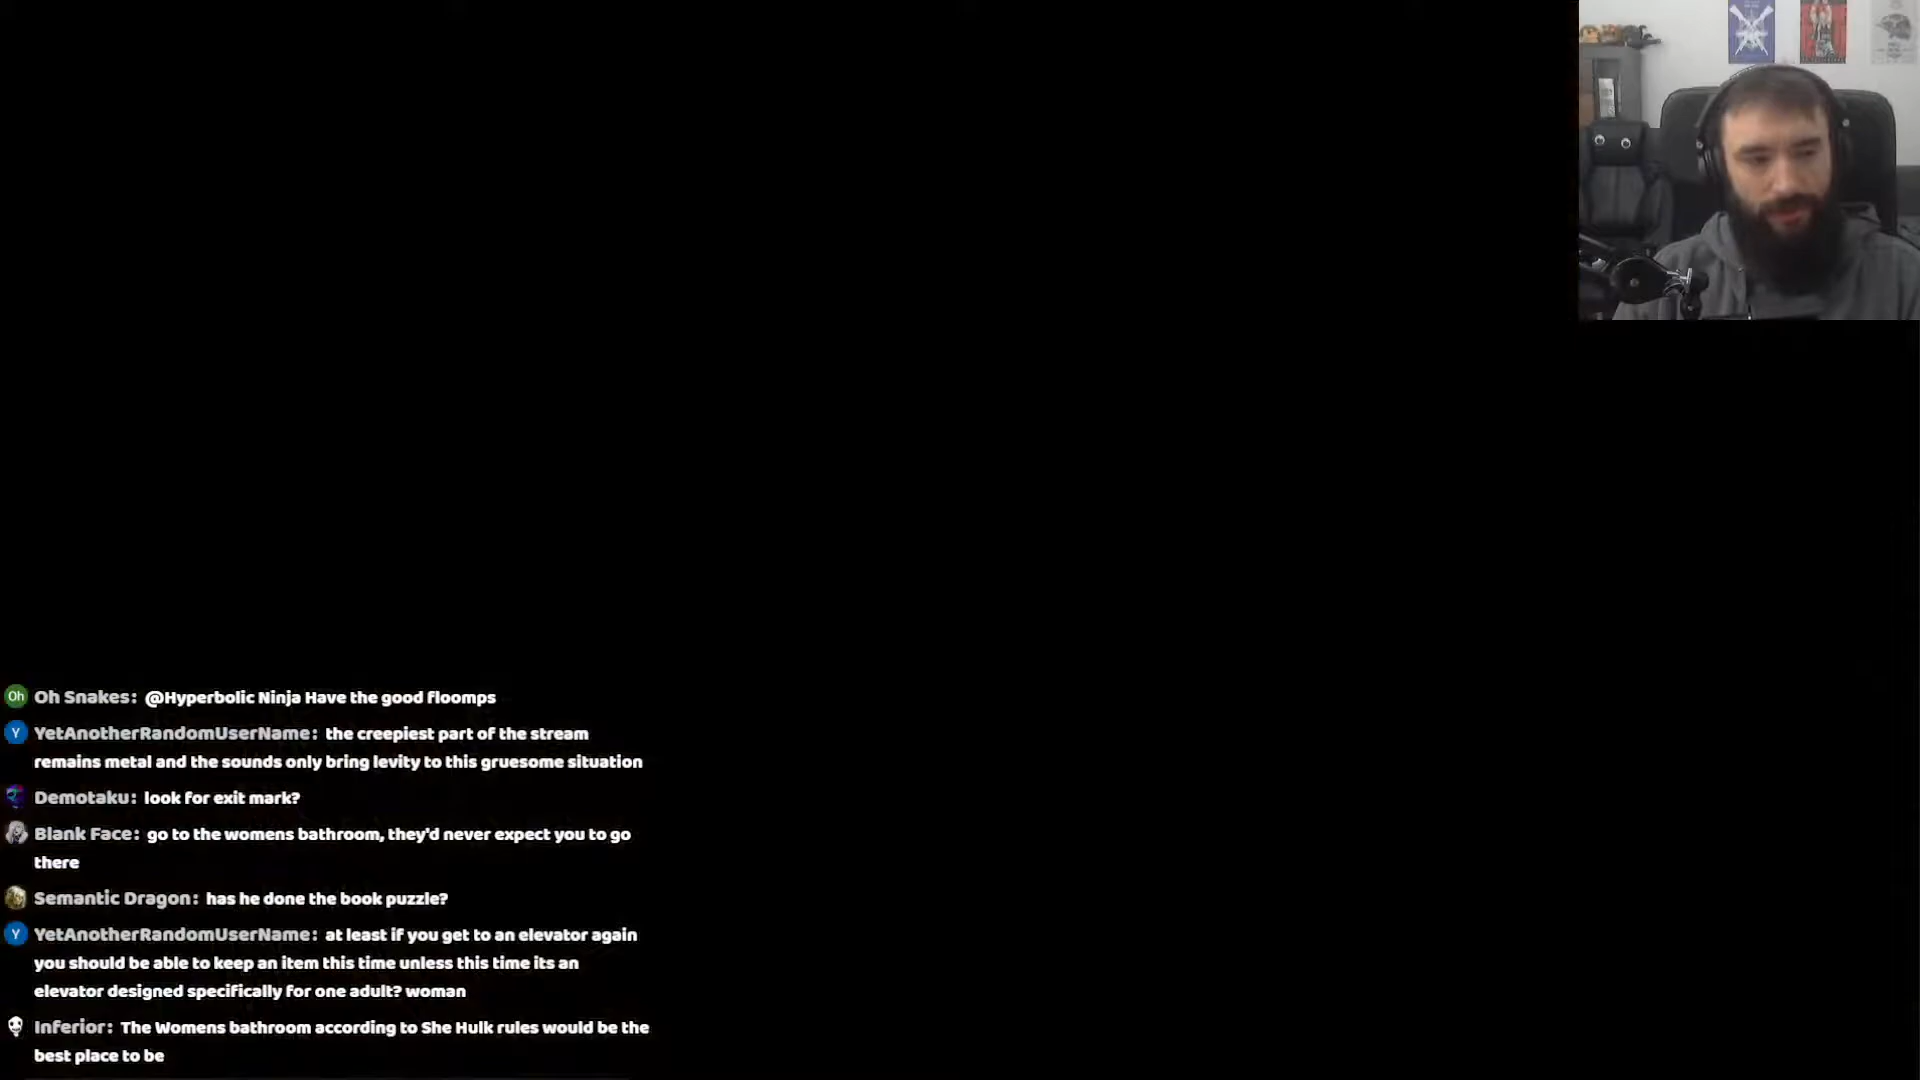 Oh Snakes: @Hyperbolic Ninja Have the good floomps
YetAnotherRandomUserName: the creepiest part of the stream
remains metal and the sounds only bring levity to this gruesome situation
Demotaku: look for exit mark?
Blank Face: go to the womens bathroom, they'd never expect you to go
there
Semantic Dragon: has he done the book puzzle?
YetAnotherRandomUserName: at least if you get to an elevator again
you should be able to keep an item this time unless this time its an
elevator designed specifically for one adult? woman
Inferior: The Womens bathroom according to She Hulk rules would be the
best place to be